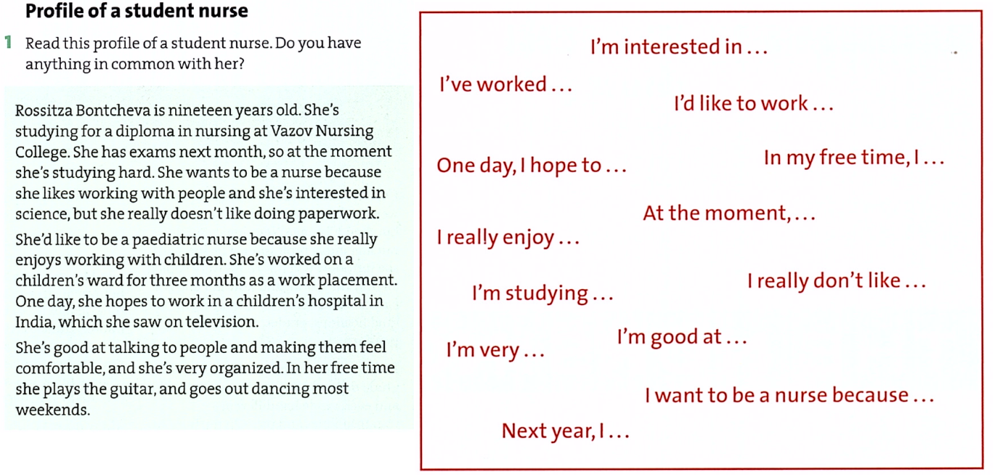 Profile of a student nurse
1 Read this profile of a student nurse. Do you have
anything in common with her?
Rossitza Bontcheva is nineteen years old. She's
studying for a diploma in nursing at Vazov Nursing
College. She has exams next month, so at the moment
she's studying hard. She wants to be a nurse because
she likes working with people and she's interested in
science, but she really doesn't like doing paperwork.
She'd like to be a paediatric nurse because she really
enjoys working with children. She's worked on a
children's ward for three months as a work placement.
One day, she hopes to work in a children's hospital in
India, which she saw on television.
She's good at talking to people and making them feel
comfortable, and she's very organized. In her free time
she plays the guitar, and goes out dancing most
weekends.
I'm interested in ...
I've worked ...
I'd like to work ...
In my free time, I ...
One day, I hope to ...
At the moment, ...
I really enjoy ...
I really don't like ...
I'm studying ...
I'm good at ...
I'm very ...
I want to be a nurse because ...
Next year, I ...